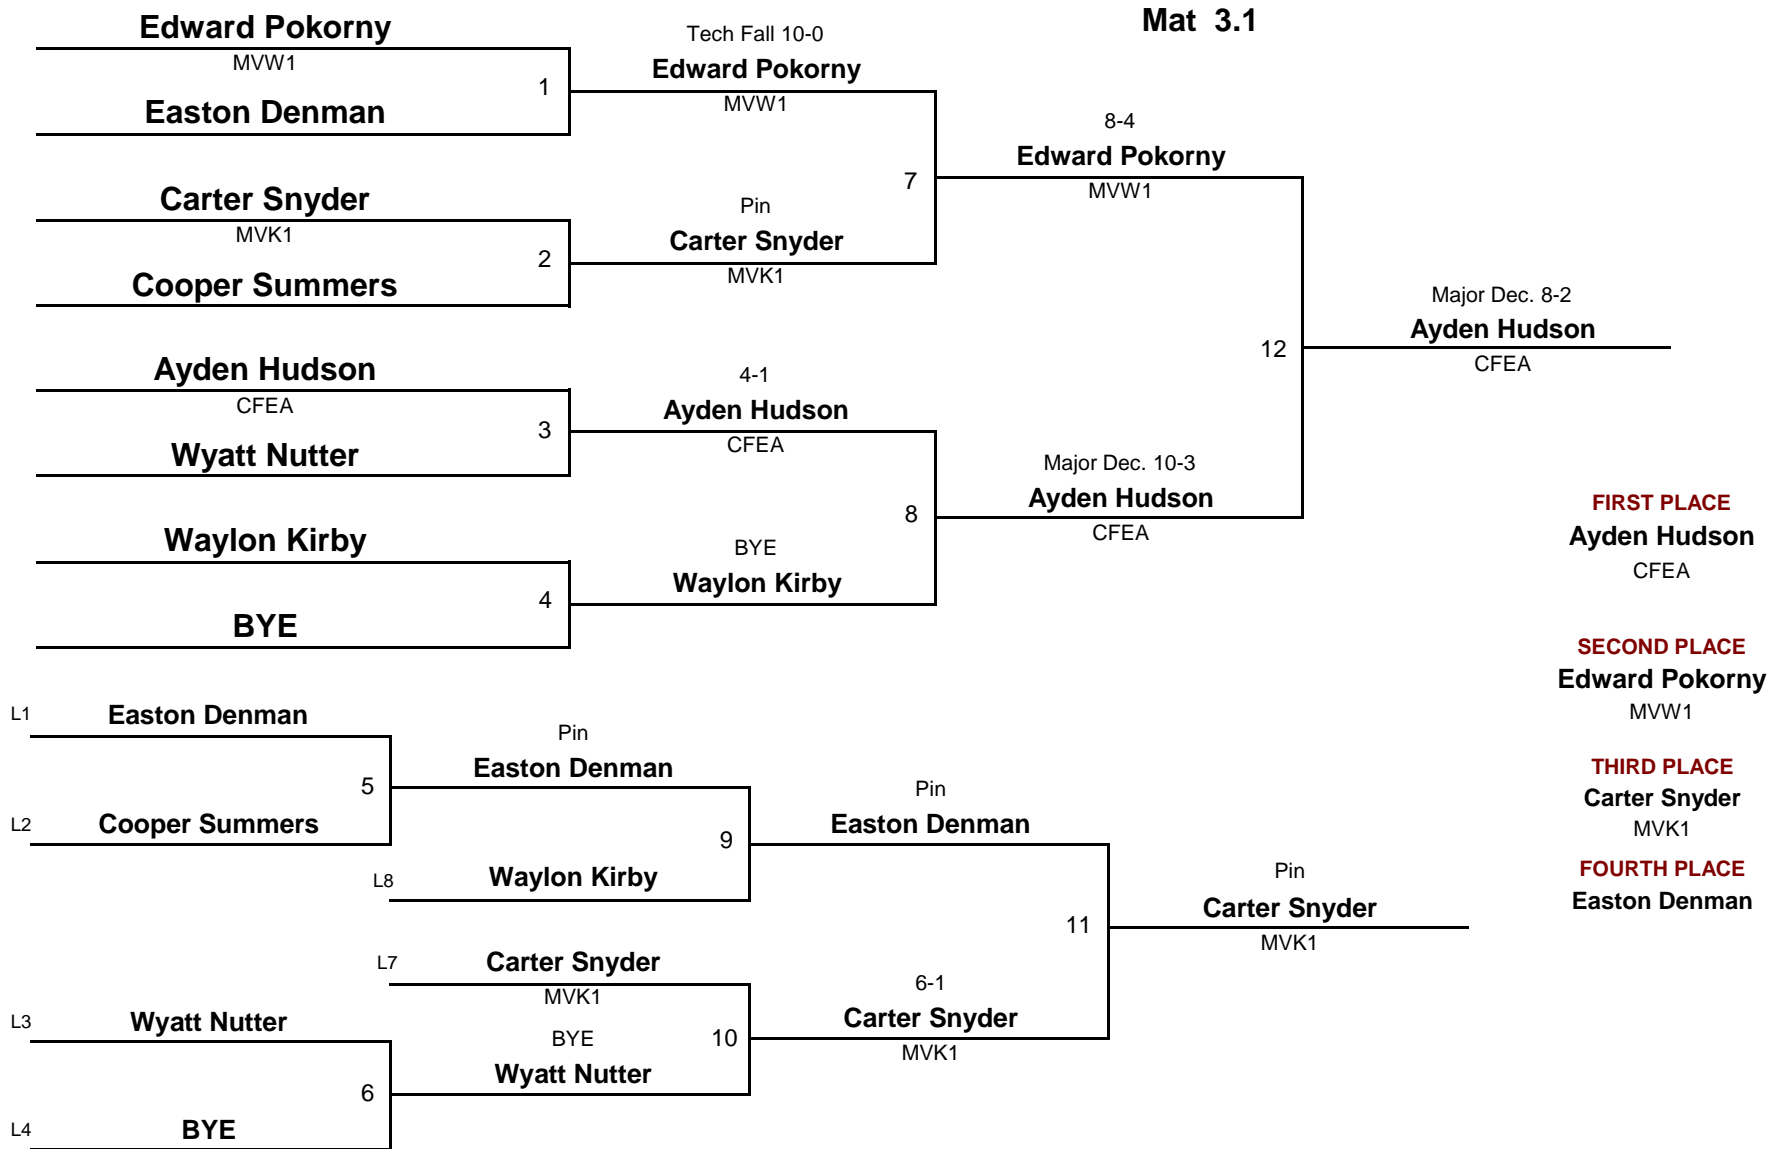 Mat 3.1
Edward Pokorny
MVW1
1
Easton Denman
Tech Fall 10-0
Edward Pokorny
MVW1
Carter Snyder
MVK1
2
Cooper Summers
Pin
Carter Snyder
MVK1
7
8-4
Edward Pokorny
MVW1
Ayden Hudson
CFEA
3
Wyatt Nutter
4-1
Ayden Hudson
CFEA
Waylon Kirby
4
BYE
BYE
Waylon Kirby
8
Major Dec. 10-3
Ayden Hudson
CFEA
12
Major Dec. 8-2
Ayden Hudson
CFEA
FIRST PLACE
Ayden Hudson
CFEA
SECOND PLACE
Edward Pokorny
MVW1
THIRD PLACE
Carter Snyder
MVK1
FOURTH PLACE
Easton Denman
L1 Easton Denman
5
L2 Cooper Summers
Pin
Easton Denman
9
L8 Waylon Kirby
Pin
Easton Denman
L7 Carter Snyder
MVK1
L3 Wyatt Nutter
6
L4 BYE
BYE
Wyatt Nutter
10
6-1
Carter Snyder
MVK1
11
Pin
Carter Snyder
MVK1